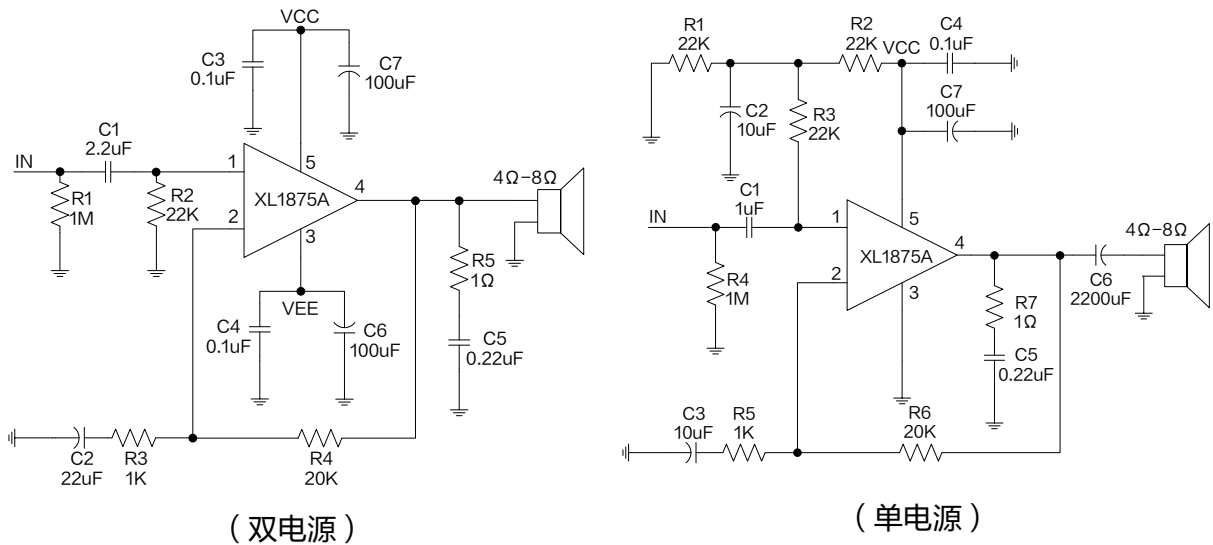 VCC
C3
0.1uF
C7
100uF
C1
2.2uF
IN
R1
1M
R2
22K
1
2
5
XL1875A
4
3
4Ω-8Ω
R5
1Ω
VEE
C4
0.1uF
C6
100uF
C5
0.22uF
C2
22uF
R3
1K
R4
20K
（双电源）
R1
22K
R2
22K
VCC
C4
0.1uF
C2
10uF
R3
22K
C7
100uF
C1
1uF
IN
R4
1M
1
2
5
XL1875A
4
3
4Ω-8Ω
C6
2200uF
R7
1Ω
C5
0.22uF
C3
10uF
R5
1K
R6
20K
（单电源）